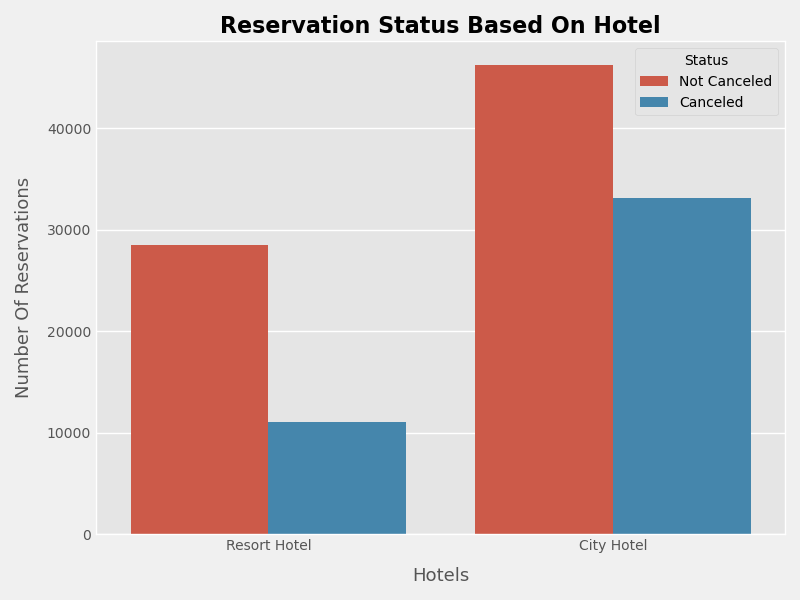 Reservation Status Based On Hotel
Status
Not Canceled
Canceled
Number Of Reservations
40000
30000
20000
10000
0
Resort Hotel
City Hotel
Hotels